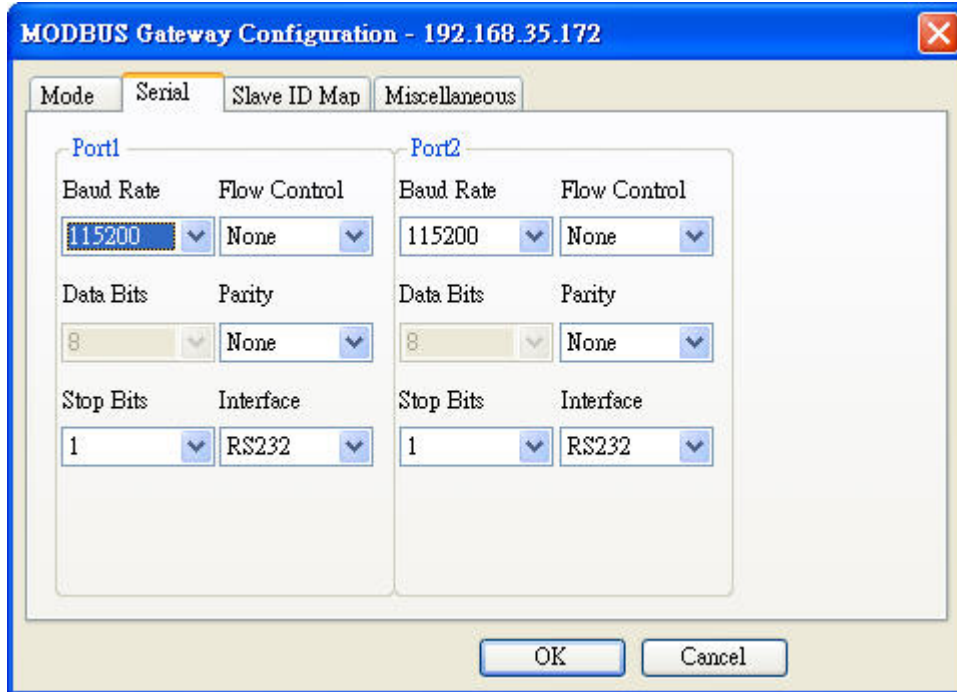 MODBUS Gateway Configuration - 192.168.35.172
Mode Serial Slave ID Map Miscellaneous
Port1
Baud Rate Flow Control
115200 None
Data Bits Parity
8 None
Stop Bits Interface
1 RS232
Port2
Baud Rate Flow Control
115200 None
Data Bits Parity
8 None
Stop Bits Interface
1 RS232
OK Cancel